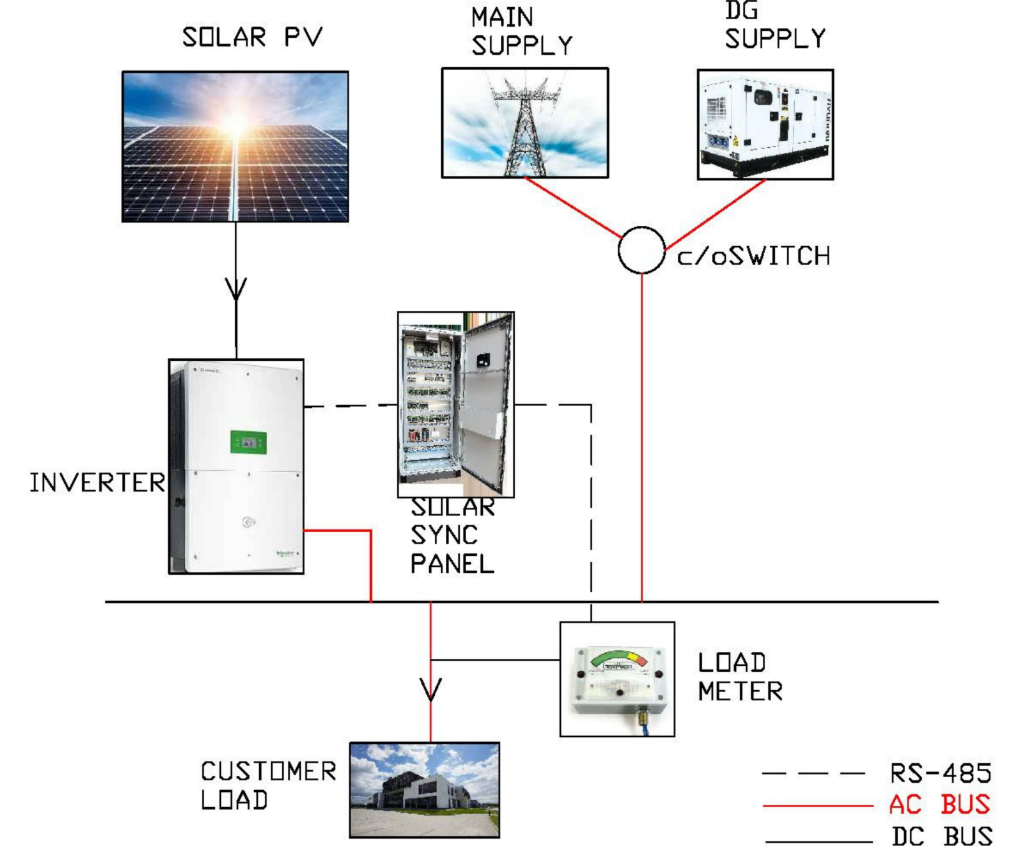 SOLAR PV
MAIN
SUPPLY
DG
SUPPLY
c/oSWITCH
INVERTER
SOLAR
SYNC
PANEL
LOAD
METER
CUSTOMER
LOAD
RS-485
AC BUS
DC BUS